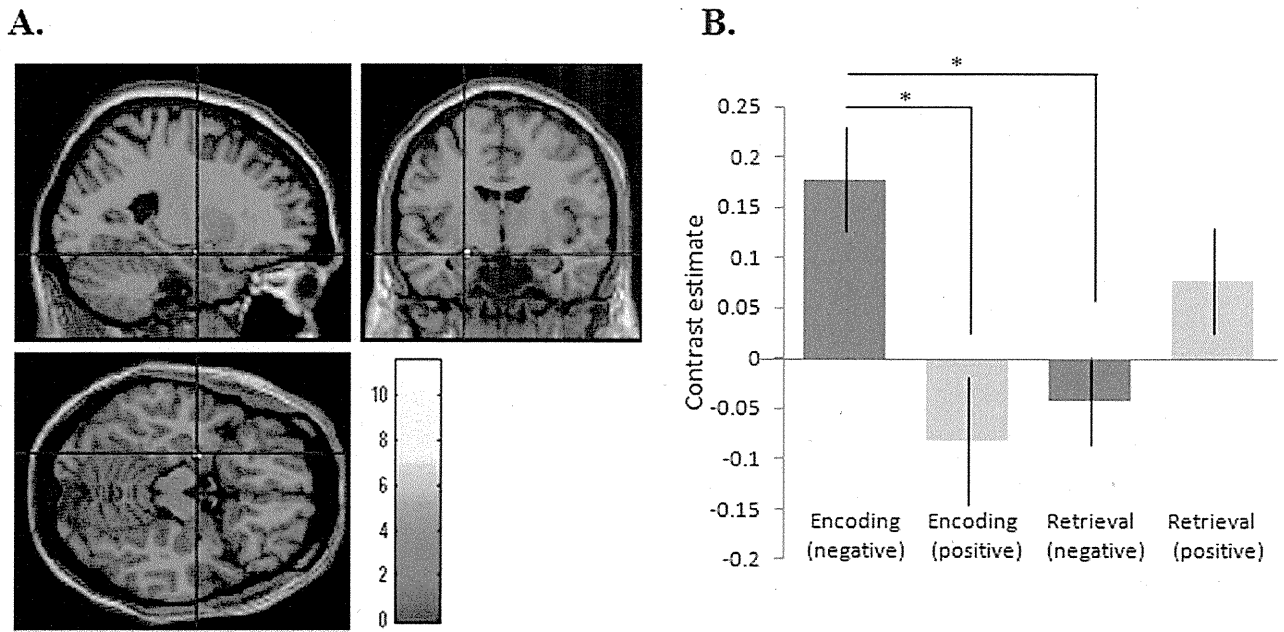 A.
B.
10
8
6
4
2
0
*
*
0.25
0.2
0.15
0.1
0.05
0
-0.05
-0.1
-0.15
-0.2
Contrast estimate
Encoding
(negative)
Encoding
(positive)
Retrieval
(negative)
Retrieval
(positive)